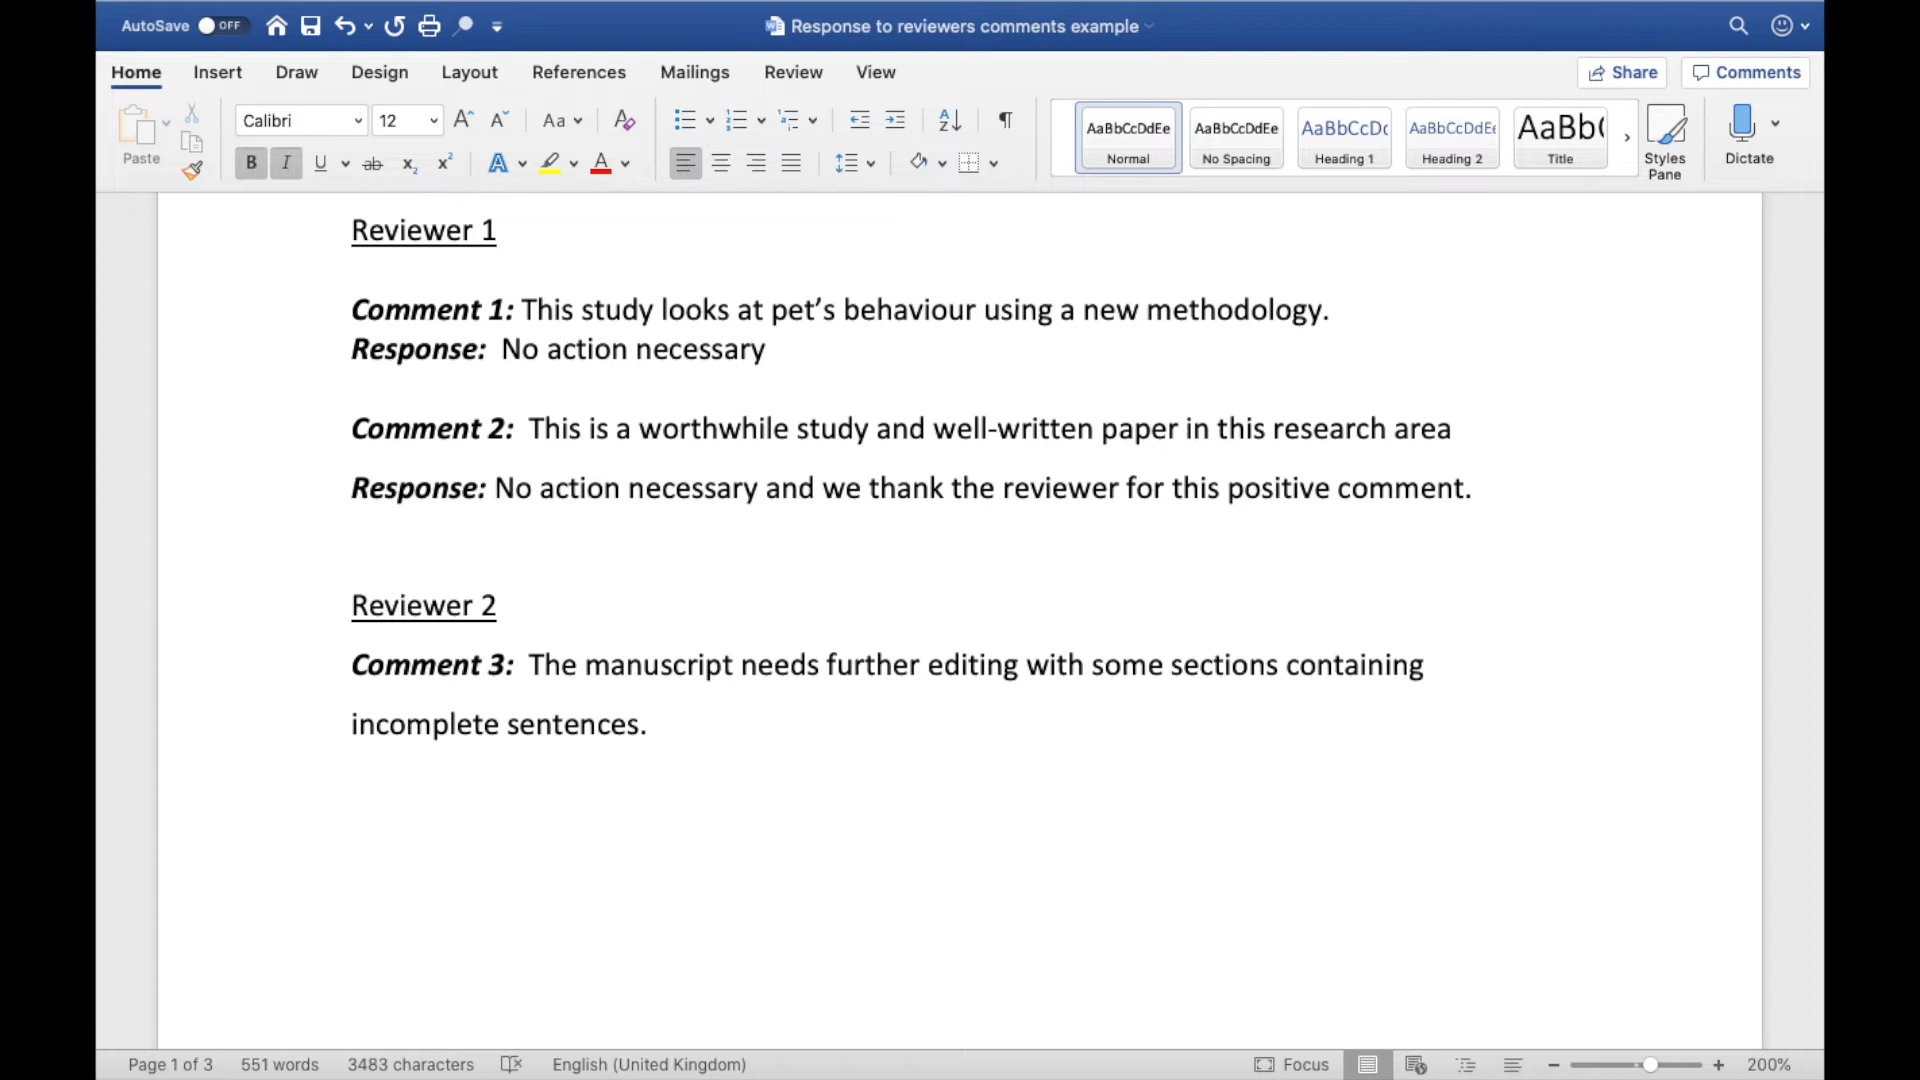 AutoSave OFF Response to reviewers comments example
Home Insert Draw Design Layout References Mailings Review View Share Comments
Paste Calibri 12 Aa
AaBbCcDdEe AaBbCcDdEe AaBbCcDc AaBbCcDdEe AaBb(
Normal No Spacing Heading 1 Heading 2 Title Styles Pane Dictate
Reviewer 1
Comment 1: This study looks at pet’s behaviour using a new methodology.
Response: No action necessary
Comment 2: This is a worthwhile study and well-written paper in this research area
Response: No action necessary and we thank the reviewer for this positive comment.
Reviewer 2
Comment 3: The manuscript needs further editing with some sections containing
incomplete sentences.
Page 1 of 3 551 words 3483 characters English (United Kingdom) Focus 200%